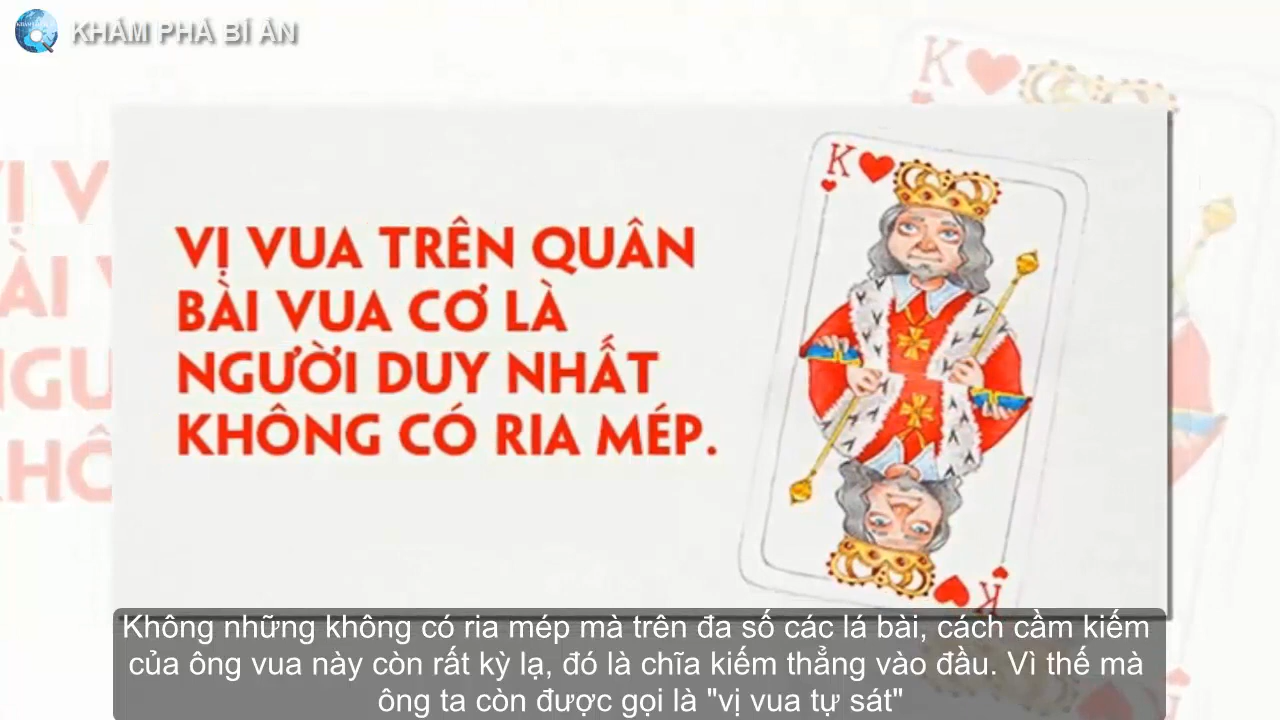 KHÁM PHÁ BÍ ẨN
K
K
VỊ VUA TRÊN QUÂN
BÀI VUA CƠ LÀ
NGƯỜI DUY NHẤT
KHÔNG CÓ RIA MÉP.
K
Không những không có ria mép mà trên đa số các lá bài, cách cầm kiếm
của ông vua này còn rất kỳ lạ, đó là chĩa kiếm thẳng vào đầu. Vì thế mà
ông ta còn được gọi là "vị vua tự sát"